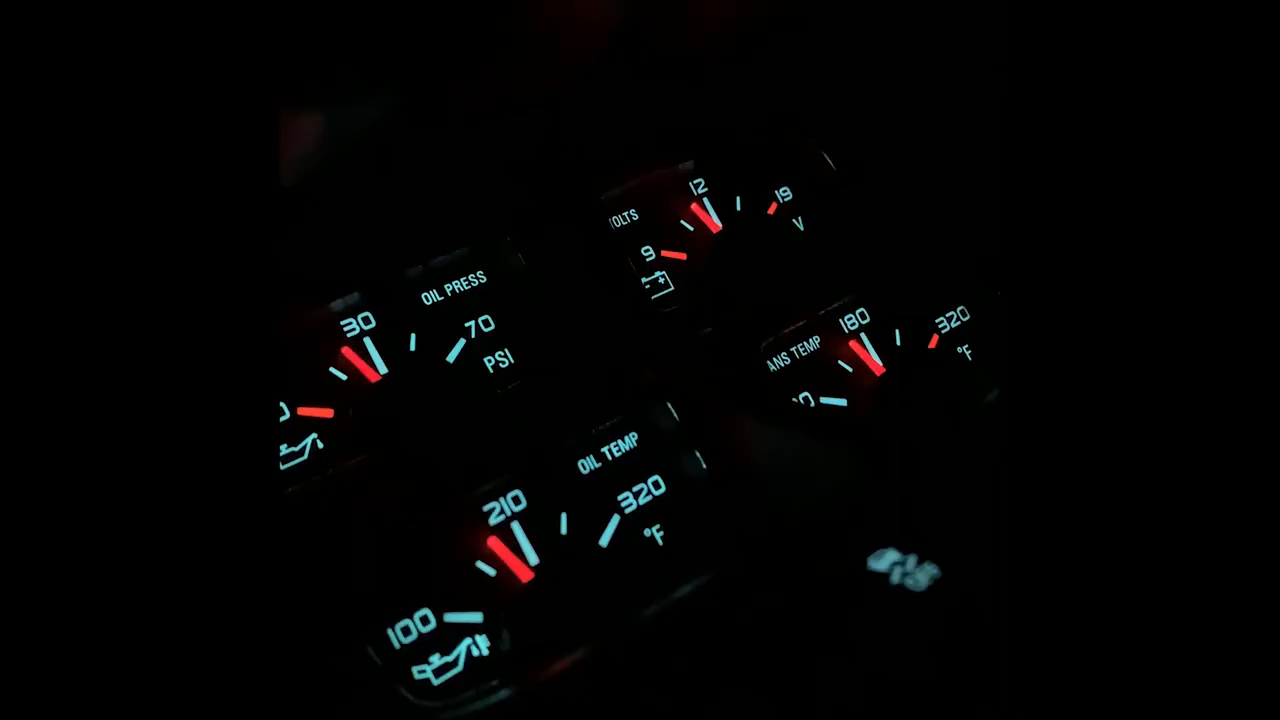 OLTS
9
12
19
V
OIL PRESS
30
70
PSI
ANS TEMP
180
320
°F
OIL TEMP
100
210
320
°F